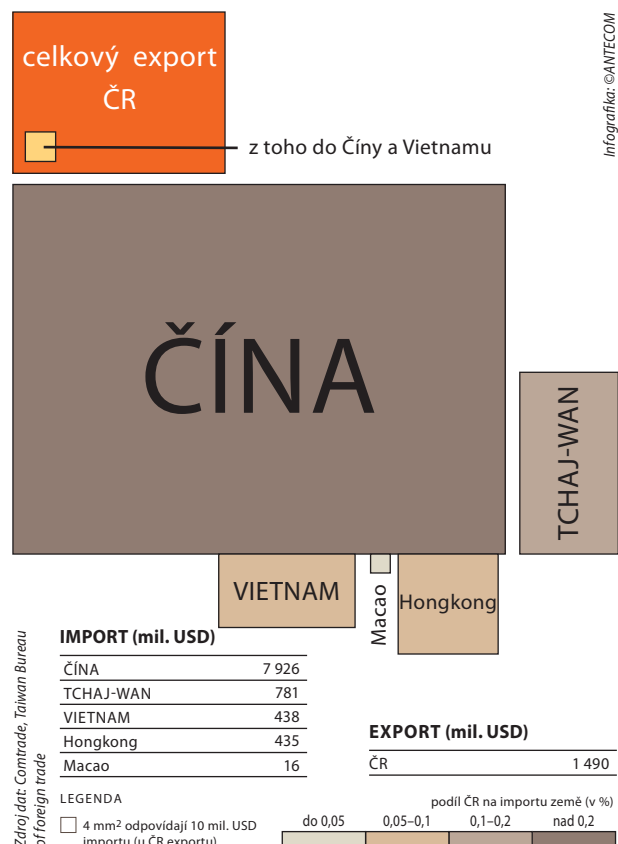 celkový export
ČR
z toho do Číny a Vietnamu
Infografika: ©ANTECOM
ČÍNA
TCHAJ-WAN
VIETNAM
Macao
Hongkong
IMPORT (mil. USD)
ČÍNA 7 926
TCHAJ-WAN 781
VIETNAM 438
Hongkong 435
Macao 16
EXPORT (mil. USD)
ČR 1 490
Zdroj dat: Comtrade, Taiwan Bureau
of foreign trade
LEGENDA
4 mm² odpovídají 10 mil. USD
importu (u ČR exportu)
podíl ČR na importu země (v %)
do 0,05 0,05–0,1 0,1–0,2 nad 0,2